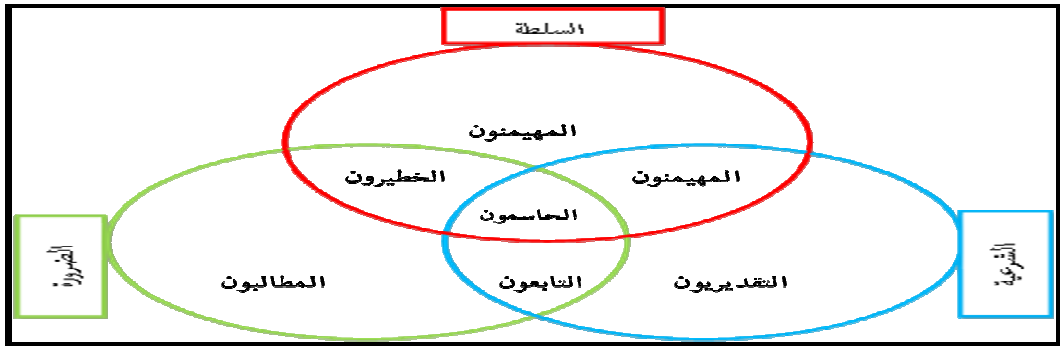 السلطة
المهيمنون
المهيمنون
الخطيرون
الحاسمون
الشرعية
الضرورة
التقديريون
التابعون
المطالبون